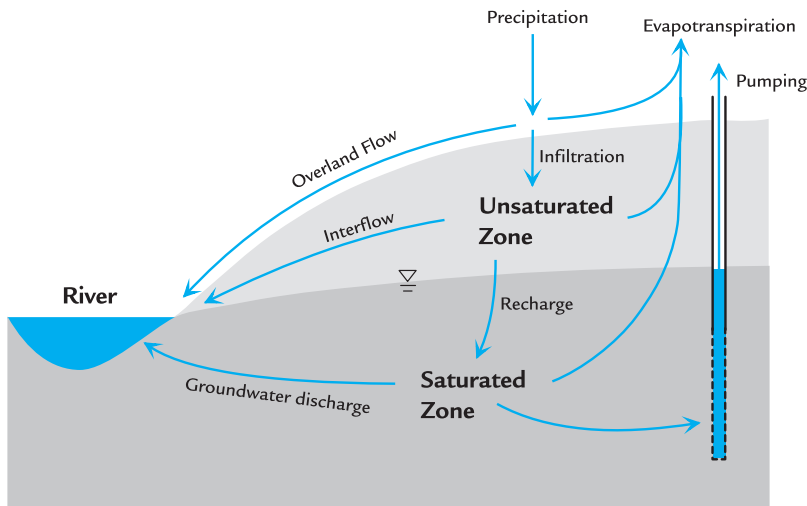 Precipitation
Evapotranspiration
Pumping
Overland Flow
Infiltration
Unsaturated
Zone
Interflow
River
Recharge
Saturated
Zone
Groundwater discharge